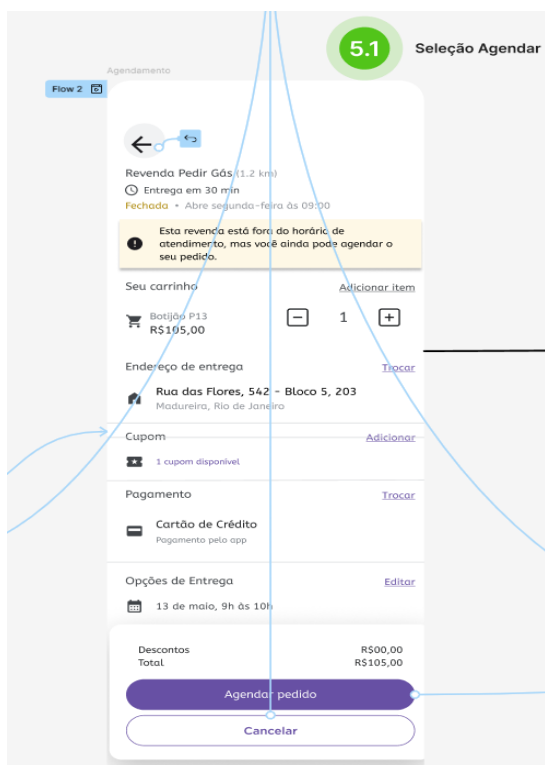 5.1 Seleção Agendar
Agendamento
Flow 2
Revenda Pedir Gás (1.2 km)
Entrega em 30 min
Fechada • Abre segunda-feira às 09:00
Esta revenda está fora do horário de
atendimento, mas você ainda pode agendar o
seu pedido.
Seu carrinho Adicionar item
Botijão P13
R$105,00
1
Endereço de entrega Trocar
Rua das Flores, 542 - Bloco 5, 203
Madureira, Rio de Janeiro
Cupom Adicionar
1 cupom disponível
Pagamento Trocar
Cartão de Crédito
Pagamento pelo app
Opções de Entrega Editar
13 de maio, 9h às 10h
Descontos R$00,00
Total R$105,00
Agendar pedido
Cancelar